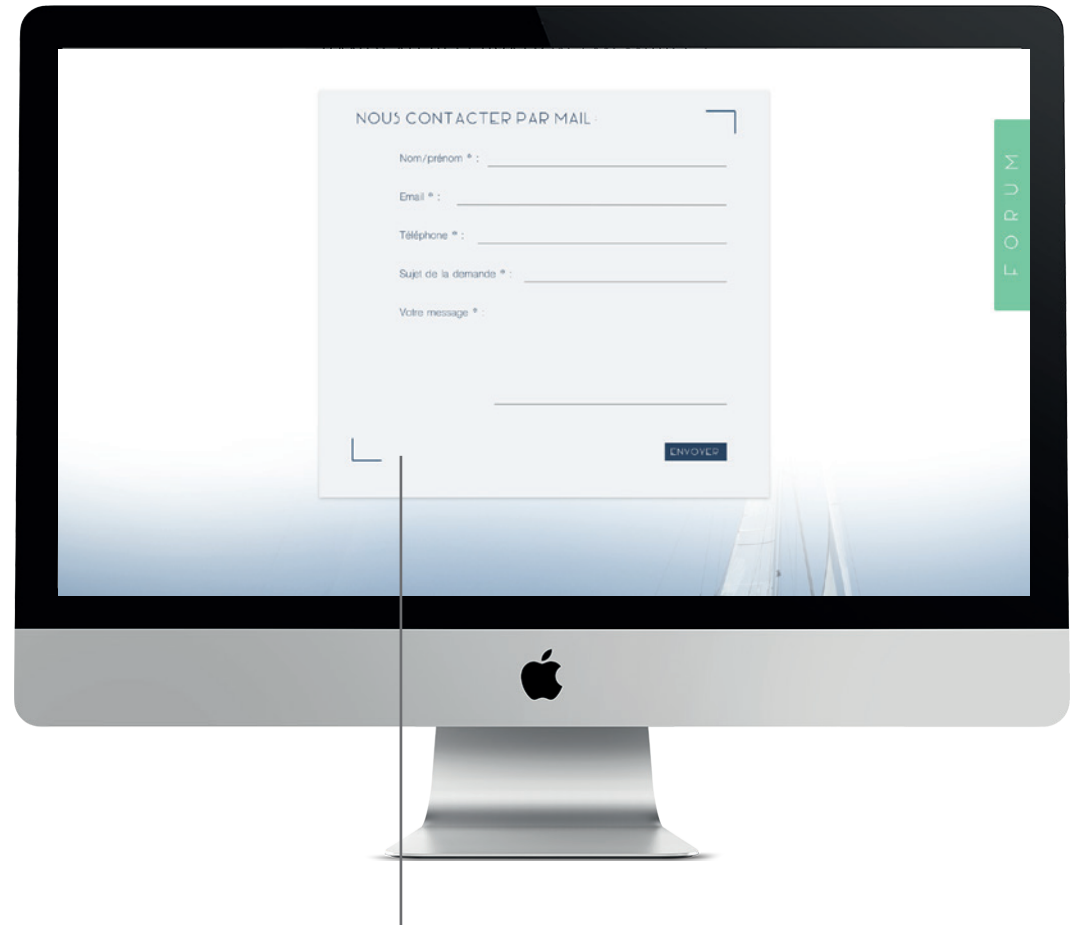 NOUS CONTACTER PAR MAIL
Nom/prénom * :
Email * :
Téléphone * :
Sujet de la demande * :
Votre message * :
ENVOYER
FORUM